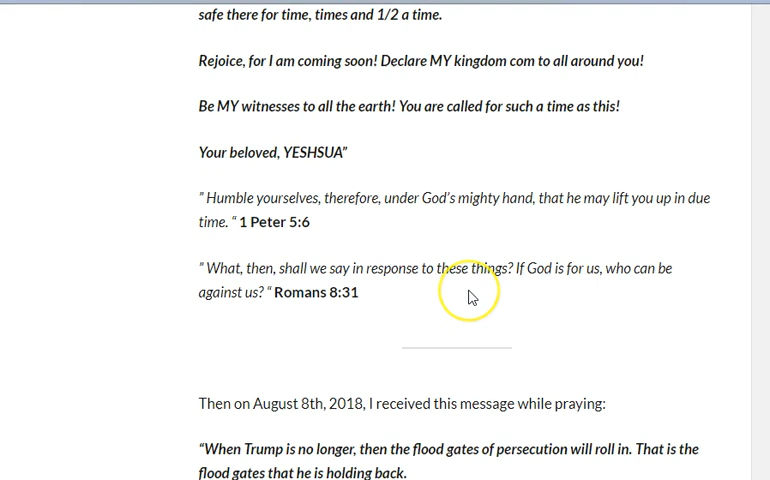 safe there for time, times and 1/2 a time.
Rejoice, for I am coming soon! Declare MY kingdom com to all around you!
Be MY witnesses to all the earth! You are called for such a time as this!
Your beloved, YESHSUA”
” Humble yourselves, therefore, under God’s mighty hand, that he may lift you up in due
time. “ 1 Peter 5:6
” What, then, shall we say in response to these things? If God is for us, who can be
against us? “ Romans 8:31
Then on August 8th, 2018, I received this message while praying:
“When Trump is no longer, then the flood gates of persecution will roll in. That is the
flood gates that he is holding back.